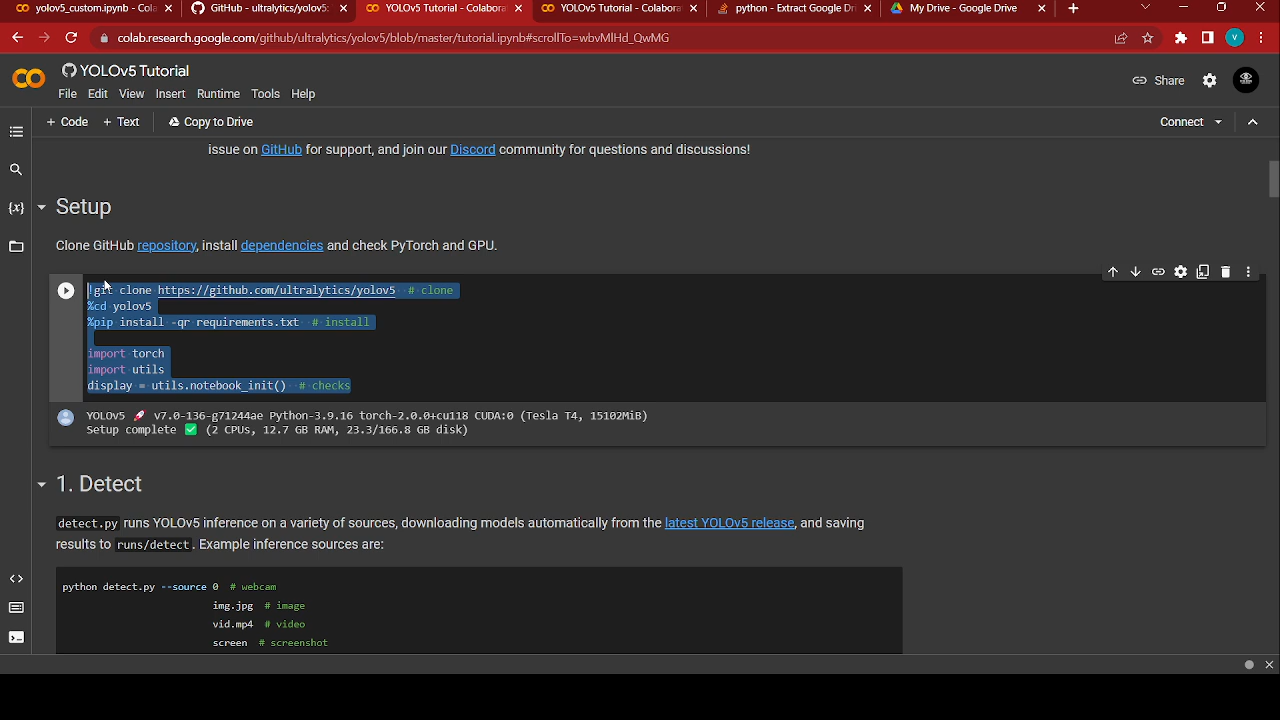 yolov5_custom.ipynb - Cola
GitHub - ultralytics/yolov5:
YOLOv5 Tutorial - Colabora
YOLOv5 Tutorial - Colabora
python - Extract Google Dr
My Drive - Google Drive
colab.research.google.com/github/ultralytics/yolov5/blob/master/tutorial.ipynb#scrollTo=wbvMlHd_QwMG
V
YOLOv5 Tutorial
File Edit View Insert Runtime Tools Help
Share
+ Code + Text Copy to Drive
Connect
issue on GitHub for support, and join our Discord community for questions and discussions!
Setup
Clone GitHub repository, install dependencies and check PyTorch and GPU.
!git clone https://github.com/ultralytics/yolov5 # clone
%cd yolov5
%pip install -qr requirements.txt # install
import torch
import utils
display = utils.notebook_init() # checks
YOLOv5 🚀 v7.0-136-g71244ae Python-3.9.16 torch-2.0.0+cu118 CUDA:0 (Tesla T4, 15102MiB)
Setup complete ✅ (2 CPUs, 12.7 GB RAM, 23.3/166.8 GB disk)
1. Detect
detect.py runs YOLOv5 inference on a variety of sources, downloading models automatically from the latest YOLOv5 release, and saving
results to runs/detect. Example inference sources are:
python detect.py --source 0 # webcam
img.jpg # image
vid.mp4 # video
screen # screenshot